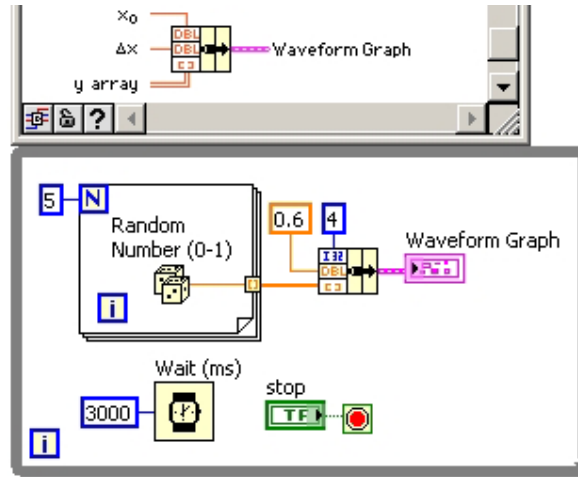 x₀
DBL
Δx
DBL
Waveform Graph
[ ]
y array
?
5
N
Random
Number (0-1)
0.6
4
Waveform Graph
I32
DBL
[ ]
i
Wait (ms)
stop
3000
TF
i